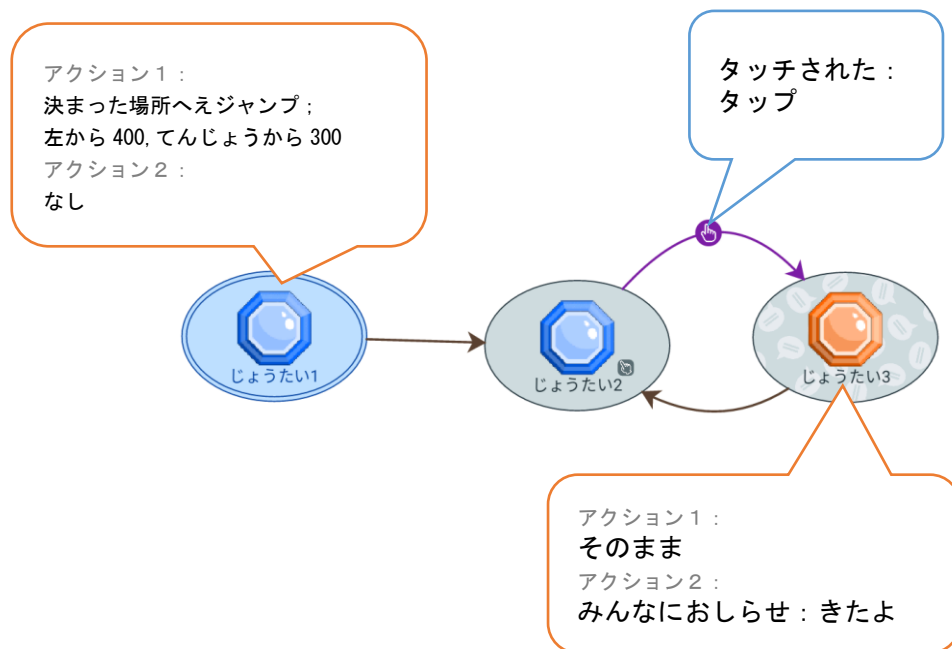 アクション１：
決まった場所へえジャンプ；
左から 400, てんじょうから 300
アクション２：
なし
タッチされた：
タップ
じょうたい1
じょうたい2
じょうたい3
アクション１：
そのまま
アクション２：
みんなにおしらせ：きたよ